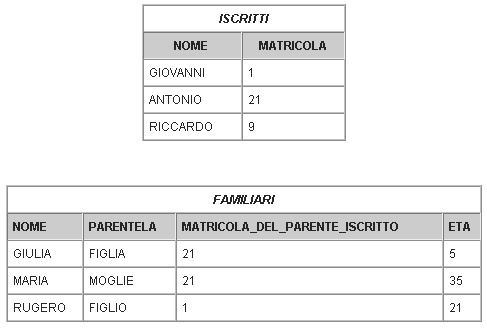 ISCRITTI
NOME MATRICOLA
GIOVANNI 1
ANTONIO 21
RICCARDO 9
FAMILIARI
NOME PARENTELA MATRICOLA_DEL_PARENTE_ISCRITTO ETA
GIULIA FIGLIA 21 5
MARIA MOGLIE 21 35
RUGERO FIGLIO 1 21